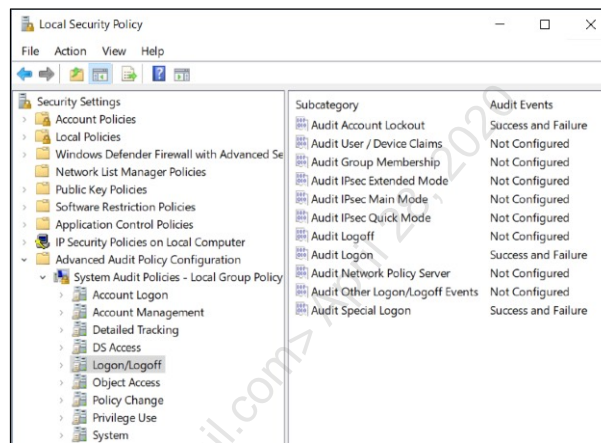 Local Security Policy
File Action View Help
Security Settings
Account Policies
Local Policies
Windows Defender Firewall with Advanced Se
Network List Manager Policies
Public Key Policies
Software Restriction Policies
Application Control Policies
IP Security Policies on Local Computer
Advanced Audit Policy Configuration
System Audit Policies - Local Group Policy
Account Logon
Account Management
Detailed Tracking
DS Access
Logon/Logoff
Object Access
Policy Change
Privilege Use
System
Subcategory Audit Events
Audit Account Lockout Success and Failure
Audit User / Device Claims Not Configured
Audit Group Membership Not Configured
Audit IPsec Extended Mode Not Configured
Audit IPsec Main Mode Not Configured
Audit IPsec Quick Mode Not Configured
Audit Logoff Not Configured
Audit Logon Success and Failure
Audit Network Policy Server Not Configured
Audit Other Logon/Logoff Events Not Configured
Audit Special Logon Success and Failure
il.com> April 28, 2020